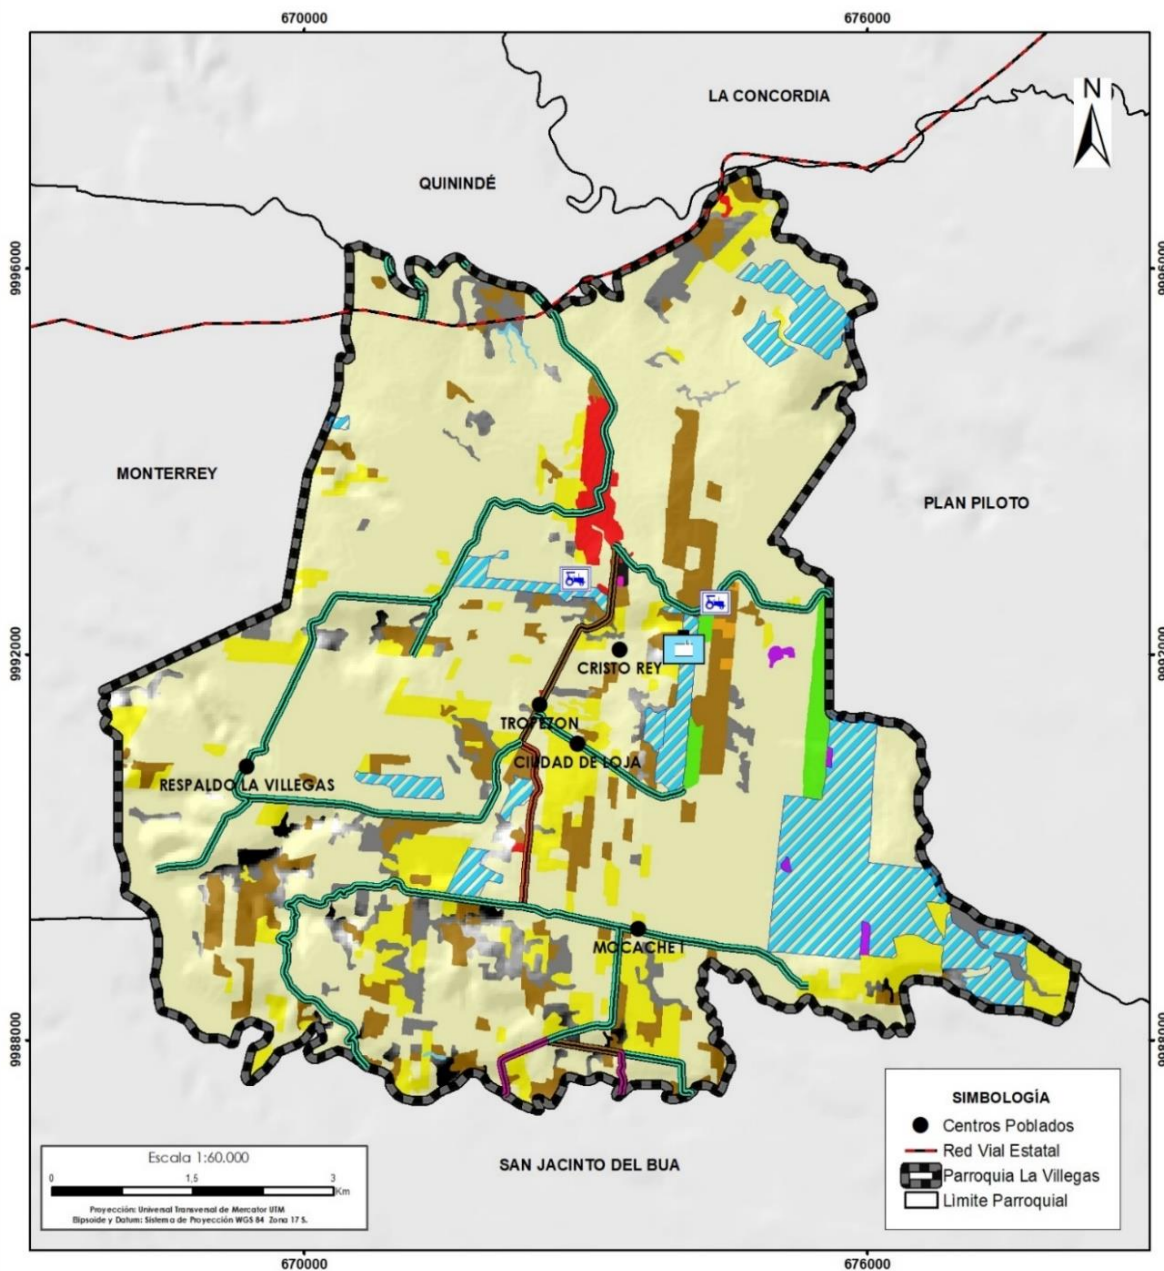 670000
676000
N
LA CONCORDIA
QUININDÉ
9996000
9996000
MONTERREY
PLAN PILOTO
9992000
9992000
CRISTO REY
TROPEZON
CIUDAD DE LOJA
RESPALDO LA VILLEGAS
MOCACHE 1
9988000
9988000
SAN JACINTO DEL BUA
SIMBOLOGÍA
Centros Poblados
Red Vial Estatal
Parroquia La Villegas
Limite Parroquial
Escala 1:60.000
0 1,5 3
Km
Proyección: Universal Transversal de Mercator UTM
Elipsoide y Datum: Sistema de Proyección WGS 84 Zona 17 S.
670000
676000